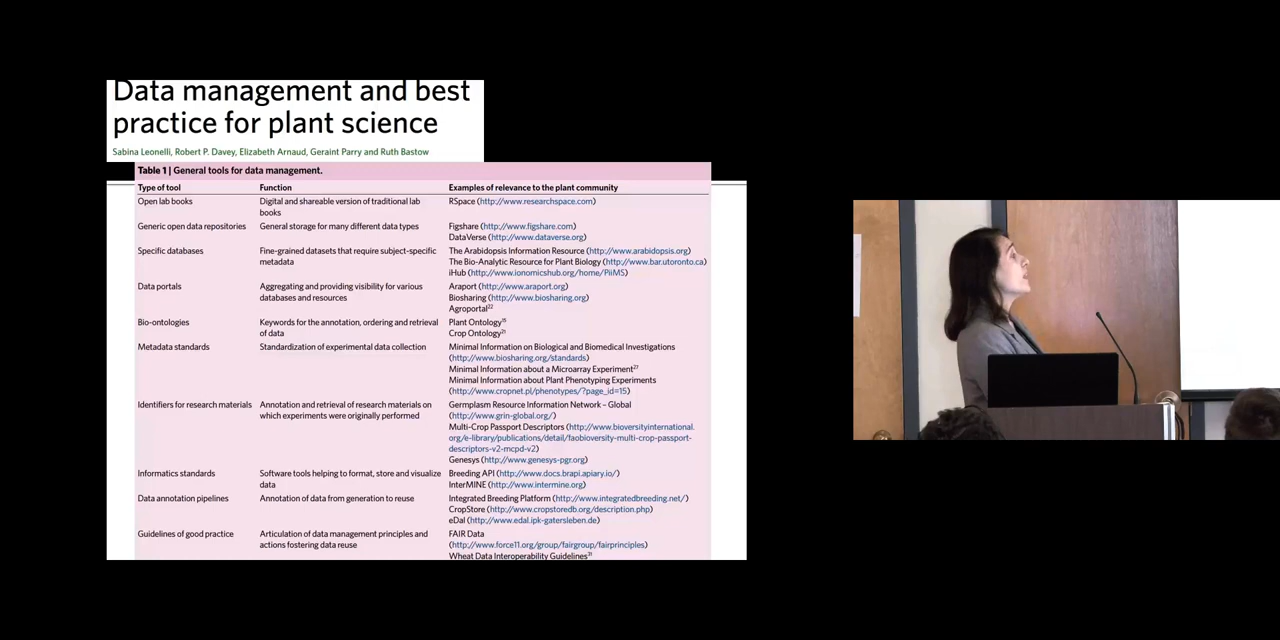 Data management and best
practice for plant science
Sabina Leonelli, Robert P. Davey, Elizabeth Arnaud, Geraint Parry and Ruth Bastow
Table 1 | General tools for data management.
Type of tool Function Examples of relevance to the plant community
Open lab books Digital and shareable version of traditional lab RSpace (http://www.researchspace.com)
books
Generic open data repositories General storage for many different data types Figshare (http://www.figshare.com)
DataVerse (http://www.dataverse.org)
Specific databases Fine-grained datasets that require subject-specific The Arabidopsis Information Resource (http://www.arabidopsis.org)
metadata The Bio-Analytic Resource for Plant Biology (http://www.bar.utoronto.ca)
iHub (http://www.ionomicshub.org/home/PiiMS)
Data portals Aggregating and providing visibility for various Araport (http://www.araport.org)
databases and resources Biosharing (http://www.biosharing.org)
Agroportal22
Bio-ontologies Keywords for the annotation, ordering and retrieval Plant Ontology15
of data Crop Ontology21
Metadata standards Standardization of experimental data collection Minimal Information on Biological and Biomedical Investigations
(http://www.biosharing.org/standards)
Minimal Information about a Microarray Experiment27
Minimal Information about Plant Phenotyping Experiments
(http://www.cropnet.pl/phenotypes/?page_id=15)
Identifiers for research materials Annotation and retrieval of research materials on Germplasm Resource Information Network – Global
which experiments were originally performed (http://www.grin-global.org/)
Multi-Crop Passport Descriptors (http://www.bioversityinternational.
org/e-library/publications/detail/faobioversity-multi-crop-passport-
descriptors-v2-mcpd-v2)
Genesys (http://www.genesys-pgr.org)
Informatics standards Software tools helping to format, store and visualize Breeding API (http://www.docs.brapi.apiary.io/)
data InterMINE (http://www.intermine.org)
Data annotation pipelines Annotation of data from generation to reuse Integrated Breeding Platform (http://www.integratedbreeding.net/)
CropStore (http://www.cropstoredb.org/description.php)
eDal (http://www.edal.ipk-gatersleben.de)
Guidelines of good practice Articulation of data management principles and FAIR Data
actions fostering data reuse (http://www.force11.org/group/fairgroup/fairprinciples)
Wheat Data Interoperability Guidelines31